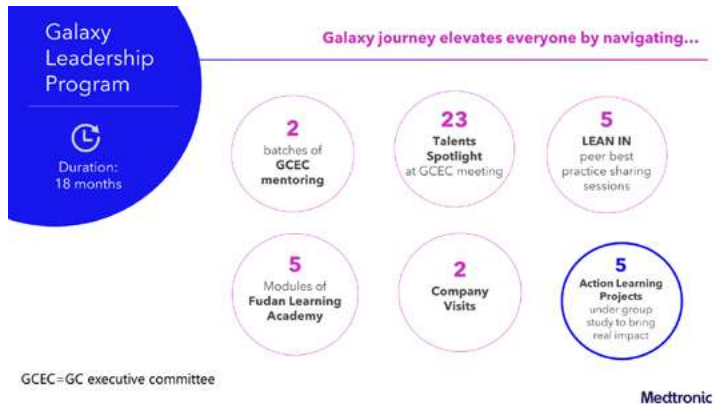 Galaxy
Leadership
Program
Duration:
18 months
Galaxy journey elevates everyone by navigating...
2
batches of
GCEC
mentoring
23
Talents
Spotlight
at GCEC meeting
5
LEAN IN
peer best
practice sharing
sessions
5
Modules of
Fudan Learning
Academy
2
Company
Visits
5
Action Learning
Projects
under group
study to bring
real impact
GCEC=GC executive committee
Medtronic